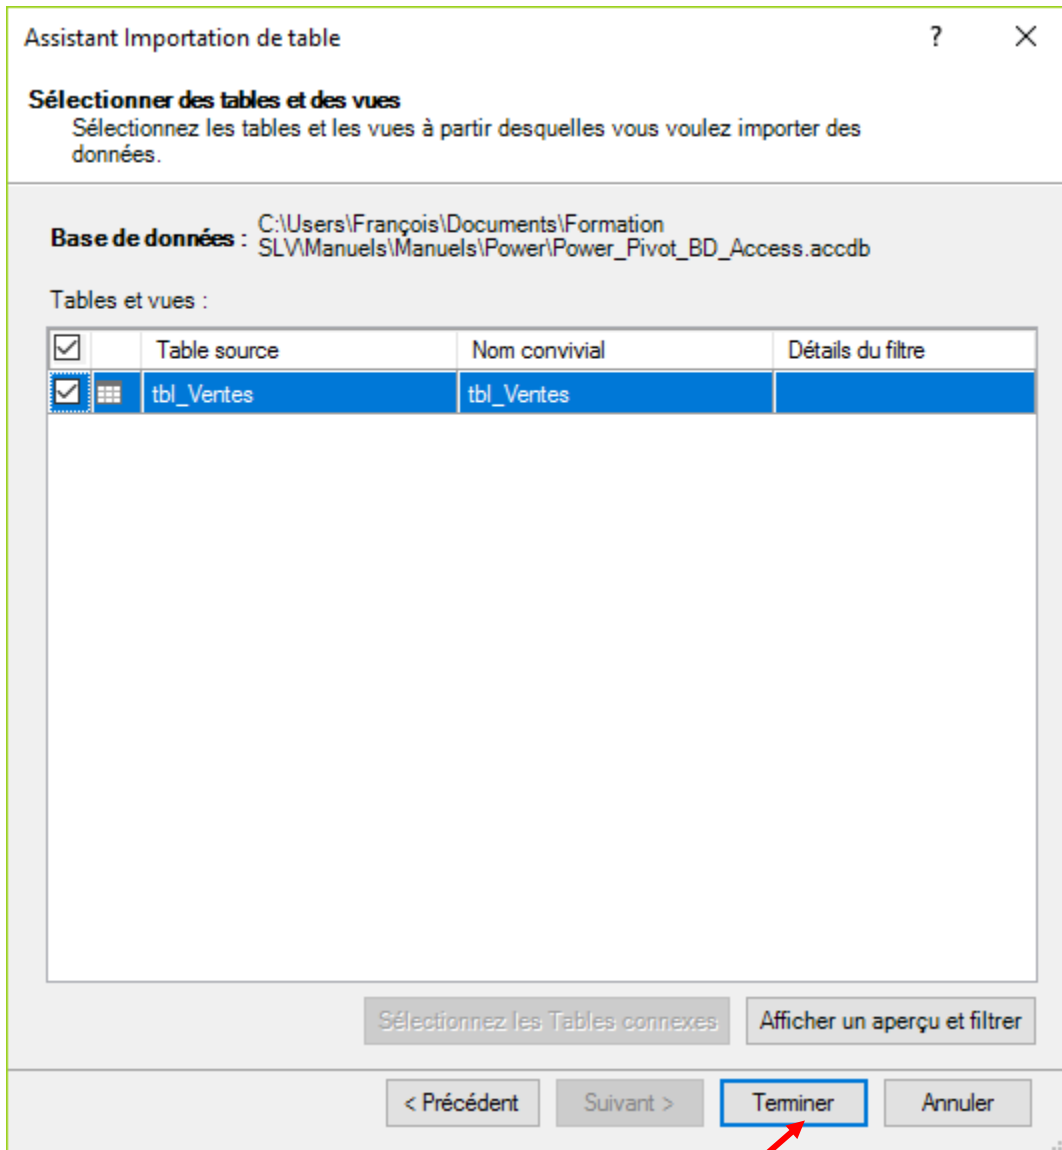 Assistant Importation de table ?
Sélectionner des tables et des vues
Sélectionnez les tables et les vues à partir desquelles vous voulez importer des
données.
Base de données : C:\Users\François\Documents\Formation
SLV\Manuels\Manuels\Power\Power_Pivot_BD_Access.accdb
Tables et vues :
Table source Nom convivial Détails du filtre
tbl_Ventes tbl_Ventes
Sélectionnez les Tables connexes Afficher un aperçu et filtrer
< Précédent Suivant > Terminer Annuler